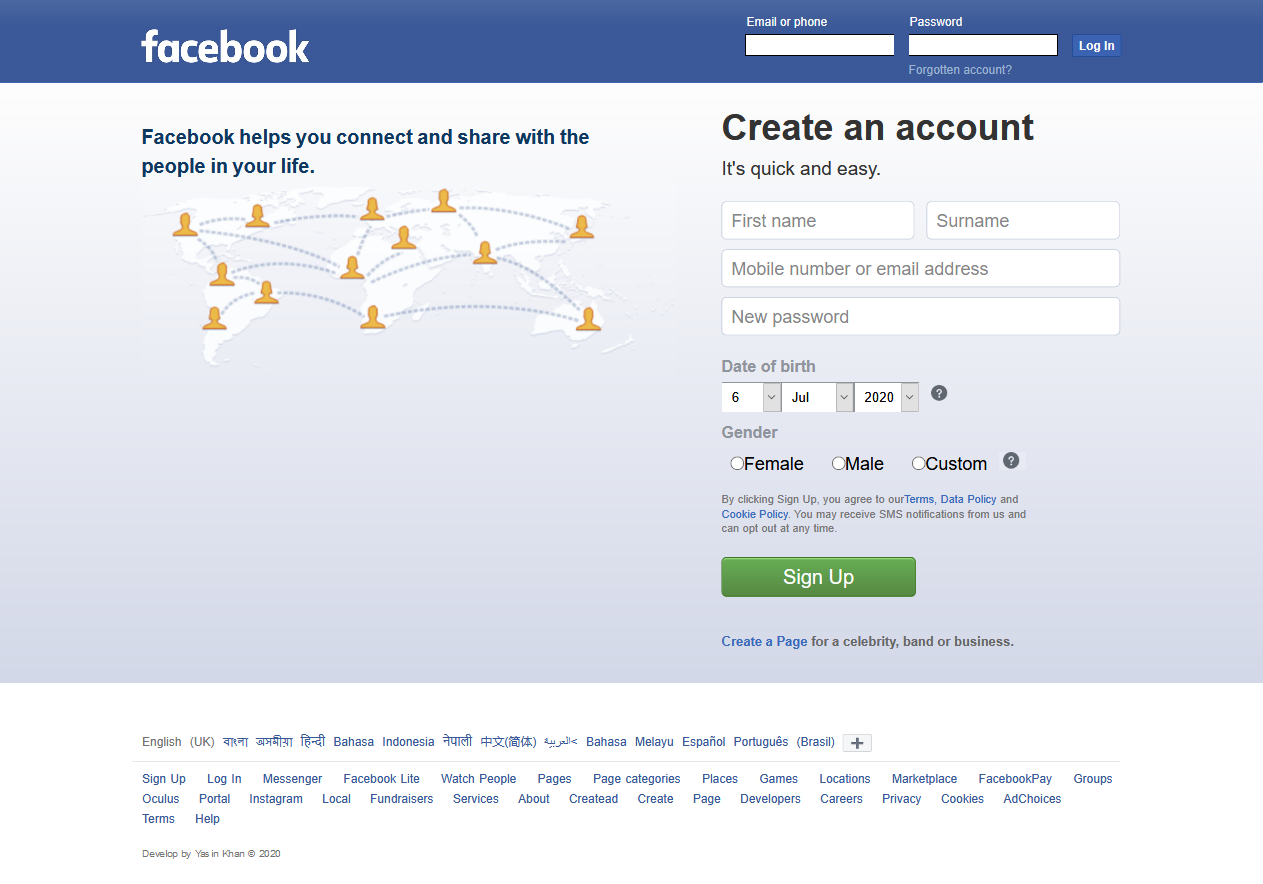 facebook
Email or phone
Password
Log In
Forgotten account?
Facebook helps you connect and share with the
people in your life.
Create an account
It's quick and easy.
First name
Surname
Mobile number or email address
New password
Date of birth
6
Jul
2020
?
Gender
Female
Male
Custom
?
By clicking Sign Up, you agree to ourTerms, Data Policy and
Cookie Policy. You may receive SMS notifications from us and
can opt out at any time.
Sign Up
Create a Page for a celebrity, band or business.
English (UK) বাংলা অসমীয়া हिन्दी Bahasa Indonesia नेपाली 中文(简体) العربية> Bahasa Melayu Español Português (Brasil) +
Sign Up Log In Messenger Facebook Lite Watch People Pages Page categories Places Games Locations Marketplace FacebookPay Groups
Oculus Portal Instagram Local Fundraisers Services About Createad Create Page Developers Careers Privacy Cookies AdChoices
Terms Help
Develop by Yasin Khan © 2020